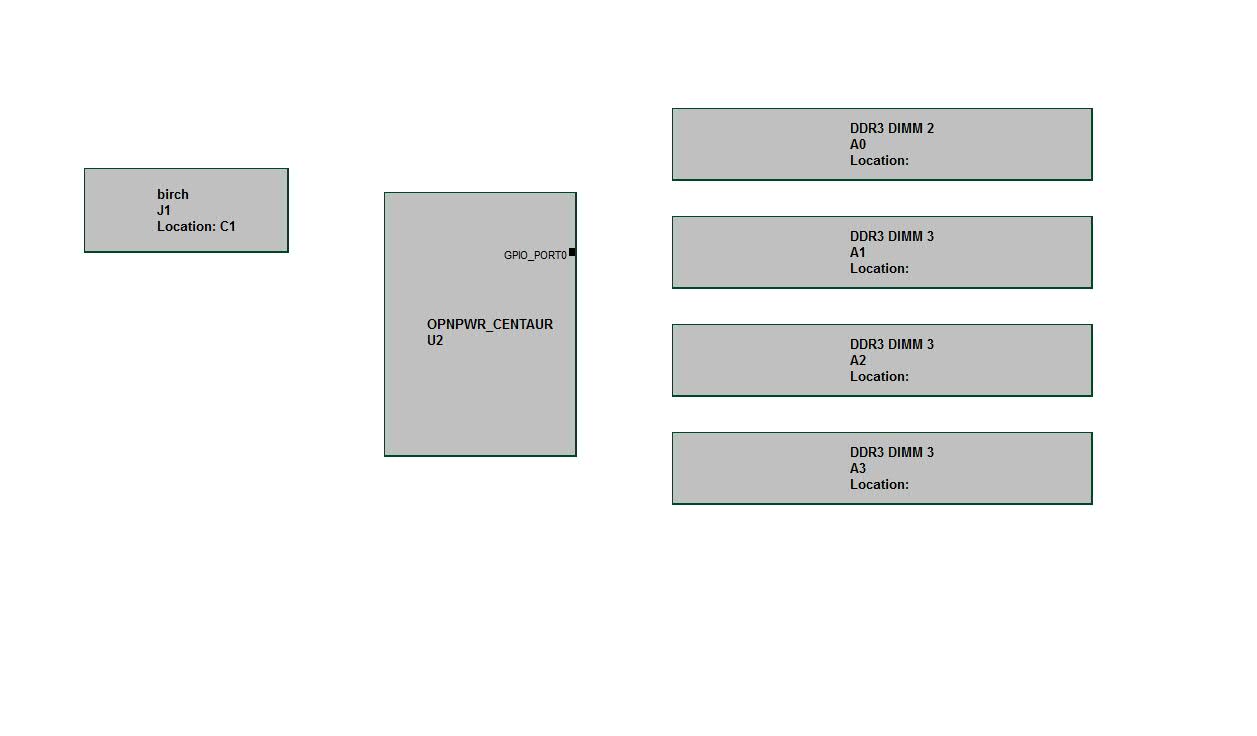 birch
J1
Location: C1
GPIO_PORT0
OPNPWR_CENTAUR
U2
DDR3 DIMM 2
A0
Location:
DDR3 DIMM 3
A1
Location:
DDR3 DIMM 3
A2
Location:
DDR3 DIMM 3
A3
Location: